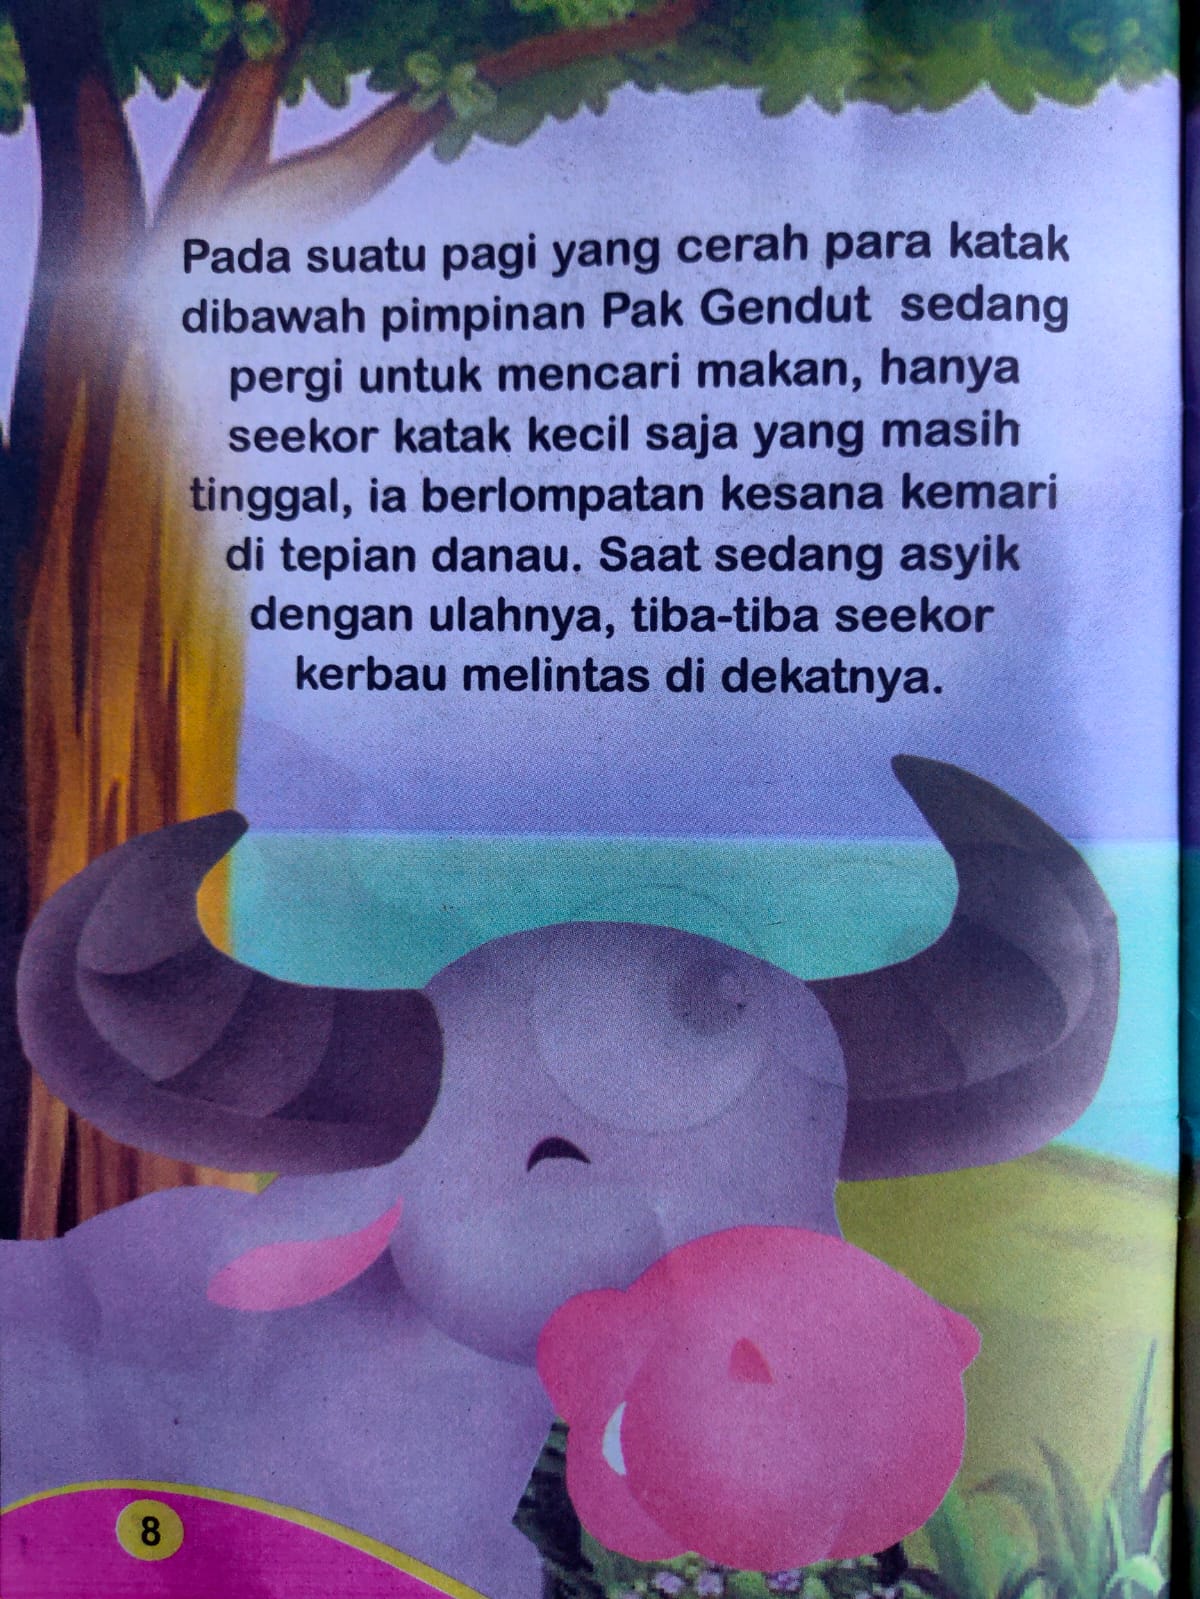 Pada suatu pagi yang cerah para katak
dibawah pimpinan Pak Gendut sedang
pergi untuk mencari makan, hanya
seekor katak kecil saja yang masih
tinggal, ia berlompatan kesana kemari
di tepian danau. Saat sedang asyik
dengan ulahnya, tiba-tiba seekor
kerbau melintas di dekatnya.
8